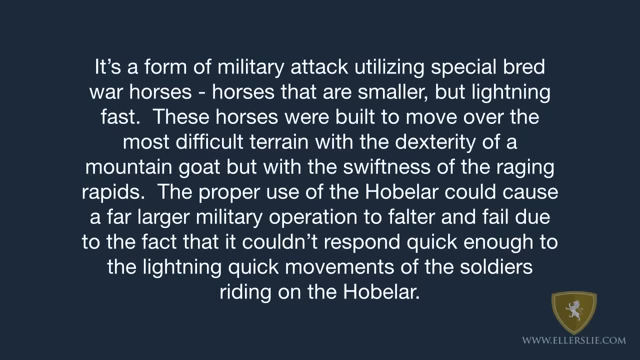 It’s a form of military attack utilizing special bred
war horses - horses that are smaller, but lightning
fast.  These horses were built to move over the
most difficult terrain with the dexterity of a
mountain goat but with the swiftness of the raging
rapids.  The proper use of the Hobelar could cause
a far larger military operation to falter and fail due
to the fact that it couldn’t respond quick enough to
the lightning quick movements of the soldiers
riding on the Hobelar.
WWW.ELLERSLIE.COM